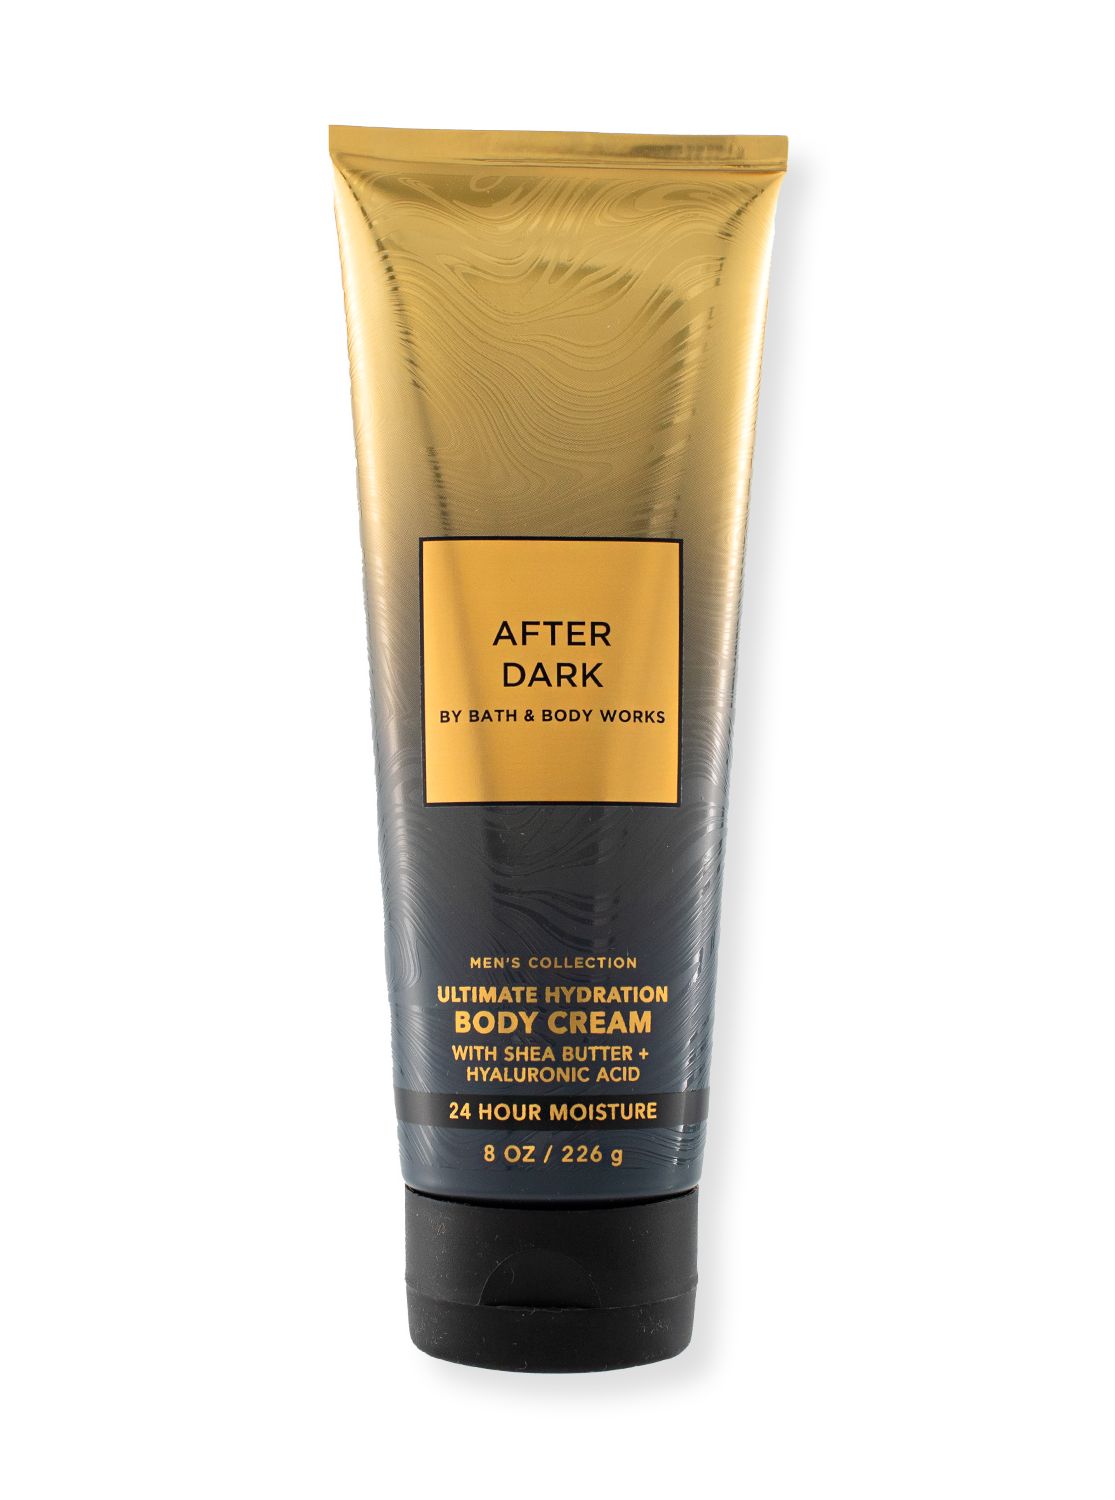 AFTER
DARK
BY BATH & BODY WORKS
MEN'S COLLECTION
ULTIMATE HYDRATION
BODY CREAM
WITH SHEA BUTTER +
HYALURONIC ACID
24 HOUR MOISTURE
8 OZ / 226 g